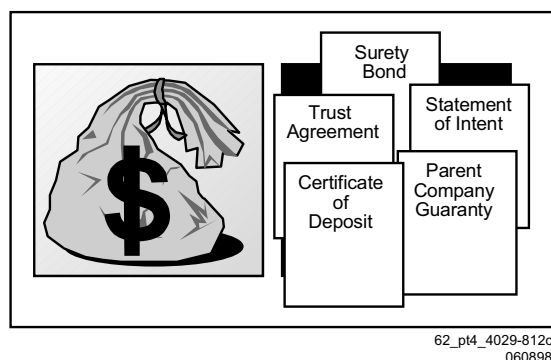 $
Surety
Bond
Trust
Agreement
Statement
of Intent
Certificate
of
Deposit
Parent
Company
Guaranty
62_pt4_4029-812c
060898